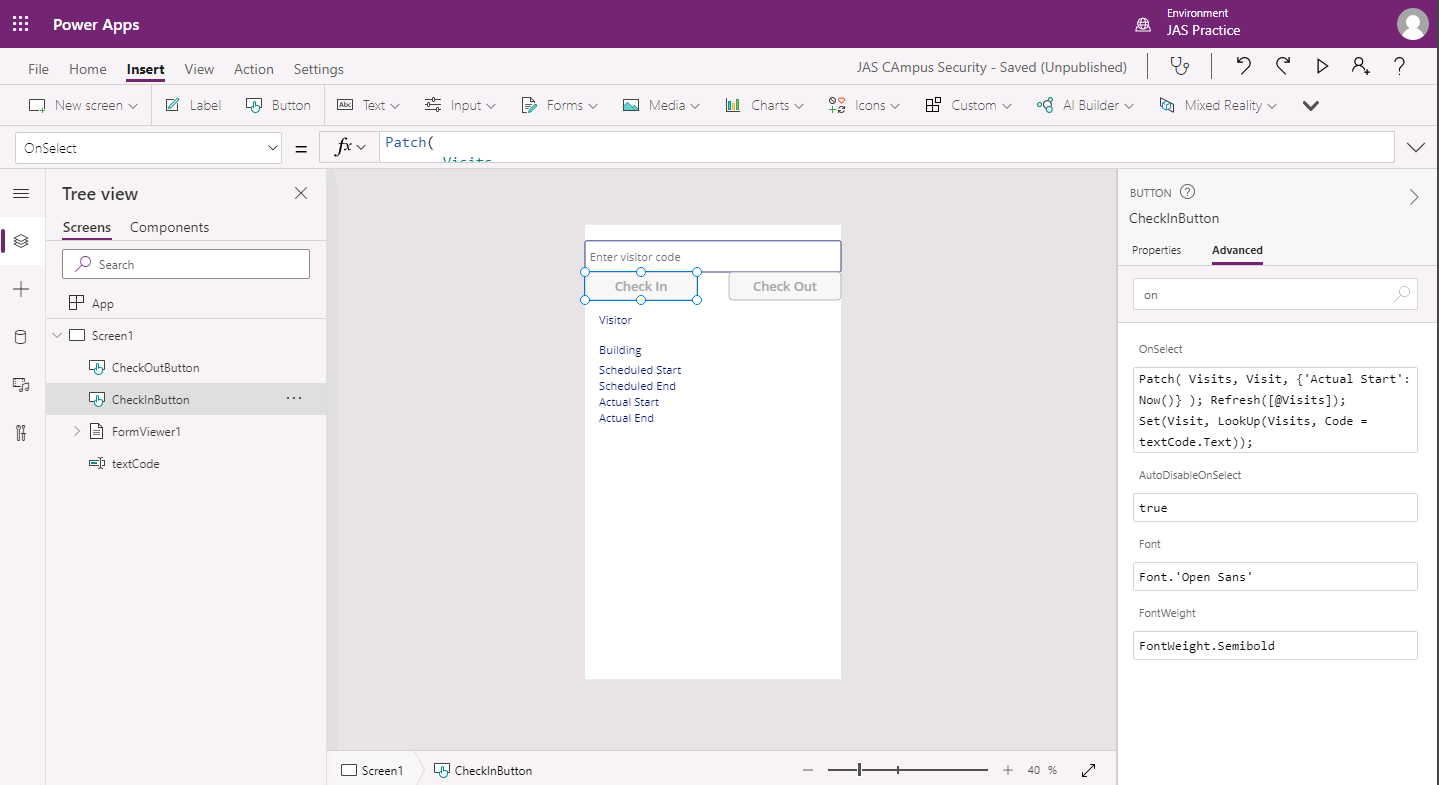 Power Apps
Environment
JAS Practice
File Home Insert View Action Settings
JAS CAmpus Security - Saved (Unpublished)
New screen Label Button Text Input Forms Media Charts Icons Custom AI Builder Mixed Reality
OnSelect = fx Patch(
Visits
Tree view
Screens Components
Search
App
Screen1
CheckOutButton
CheckInButton ...
FormViewer1
textCode
Enter visitor code
Check In Check Out
Visitor
Building
Scheduled Start
Scheduled End
Actual Start
Actual End
BUTTON
CheckInButton
Properties Advanced
on
OnSelect
Patch( Visits, Visit, {'Actual Start':
Now()} ); Refresh([@Visits]);
Set(Visit, LookUp(Visits, Code =
textCode.Text));
AutoDisableOnSelect
true
Font
Font.'Open Sans'
FontWeight
FontWeight.Semibold
Screen1 CheckInButton
40 %